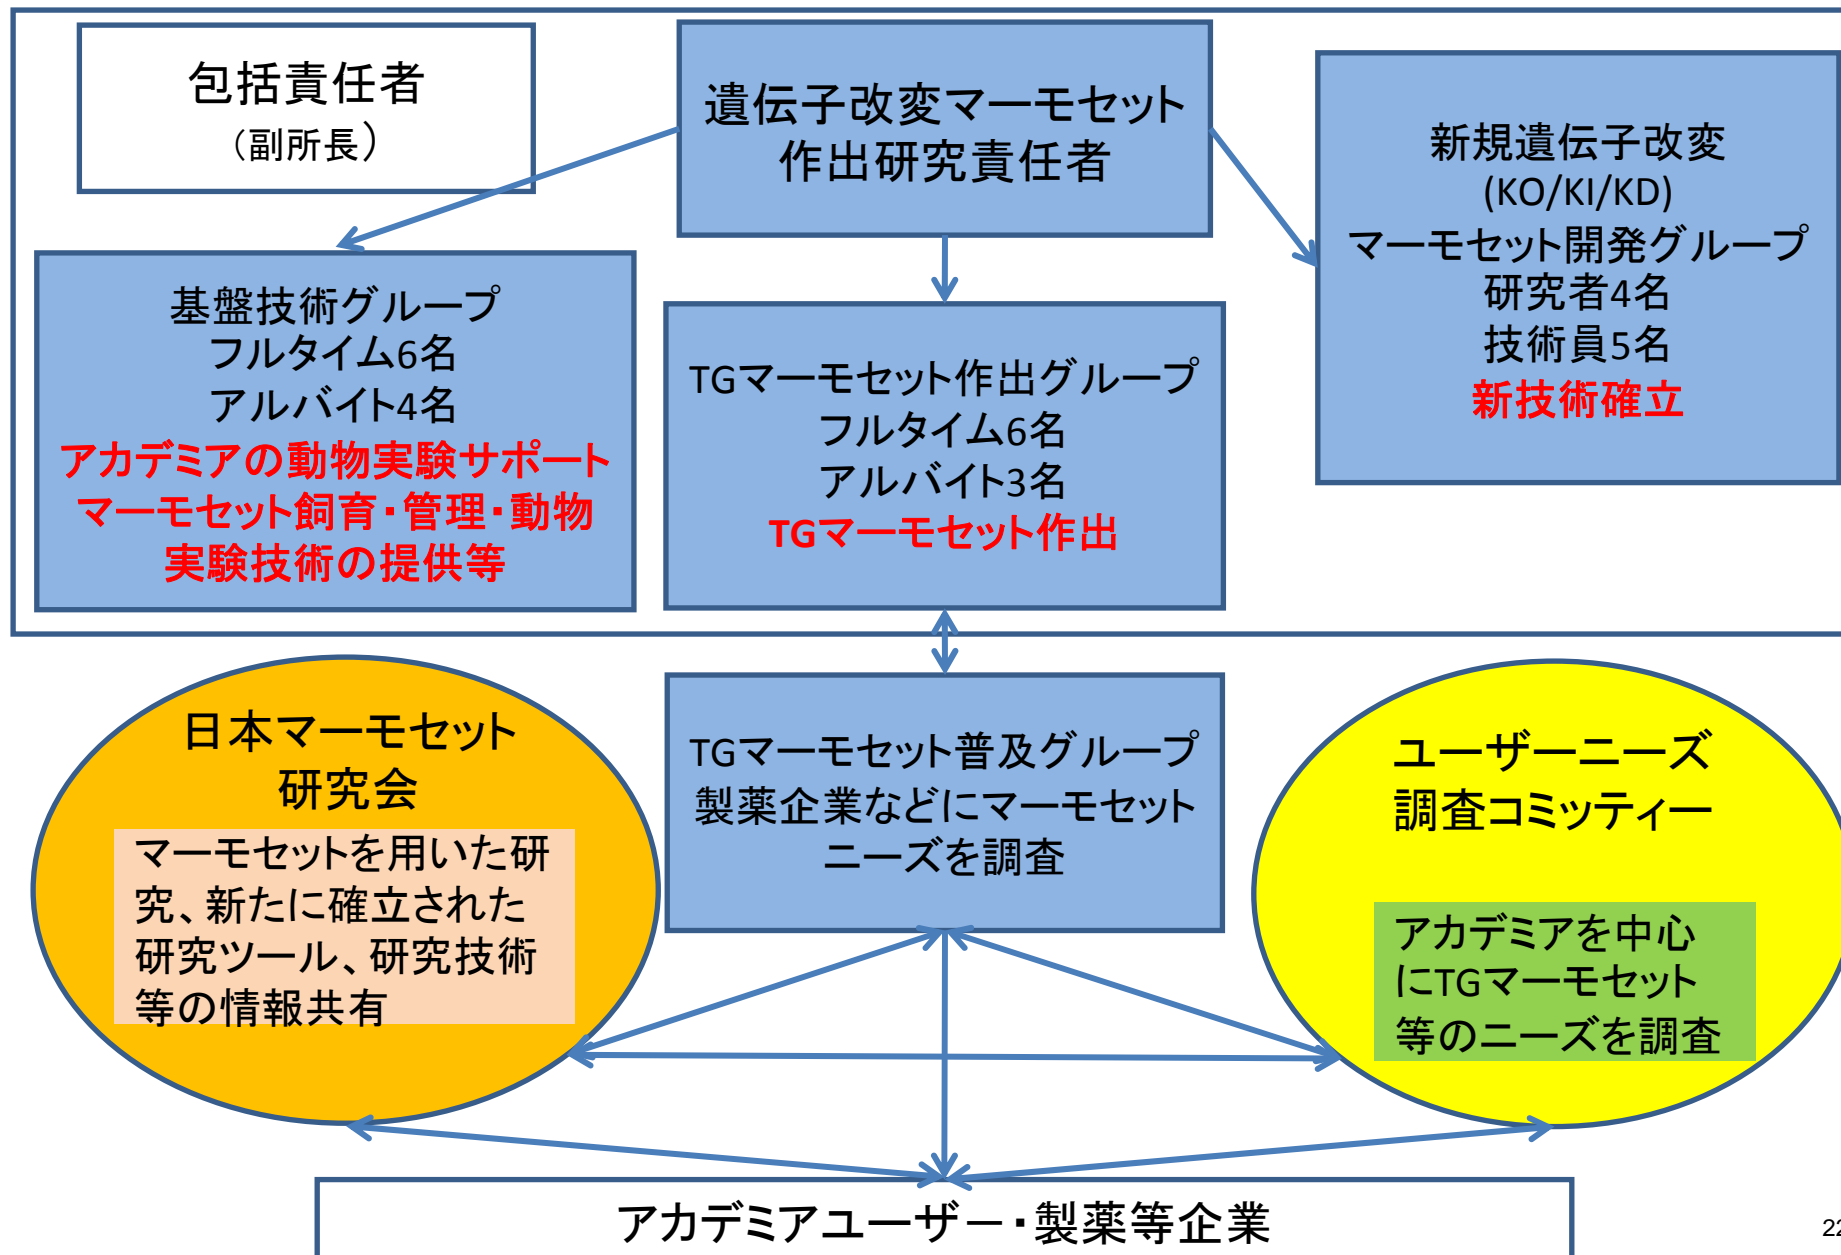 包括責任者
（副所長）
遺伝子改変マーモセット
作出研究責任者
新規遺伝子改変
(KO/KI/KD)
マーモセット開発グループ
研究者4名
技術員5名
新技術確立
基盤技術グループ
フルタイム6名
アルバイト4名
アカデミアの動物実験サポート
マーモセット飼育・管理・動物
実験技術の提供等
TGマーモセット作出グループ
フルタイム6名
アルバイト3名
TGマーモセット作出
日本マーモセット
研究会
マーモセットを用いた研
究、新たに確立された
研究ツール、研究技術
等の情報共有
TGマーモセット普及グループ
製薬企業などにマーモセット
ニーズを調査
ユーザーニーズ
調査コミッティー
アカデミアを中心
にTGマーモセット
等のニーズを調査
アカデミアユーザー・製薬等企業
22